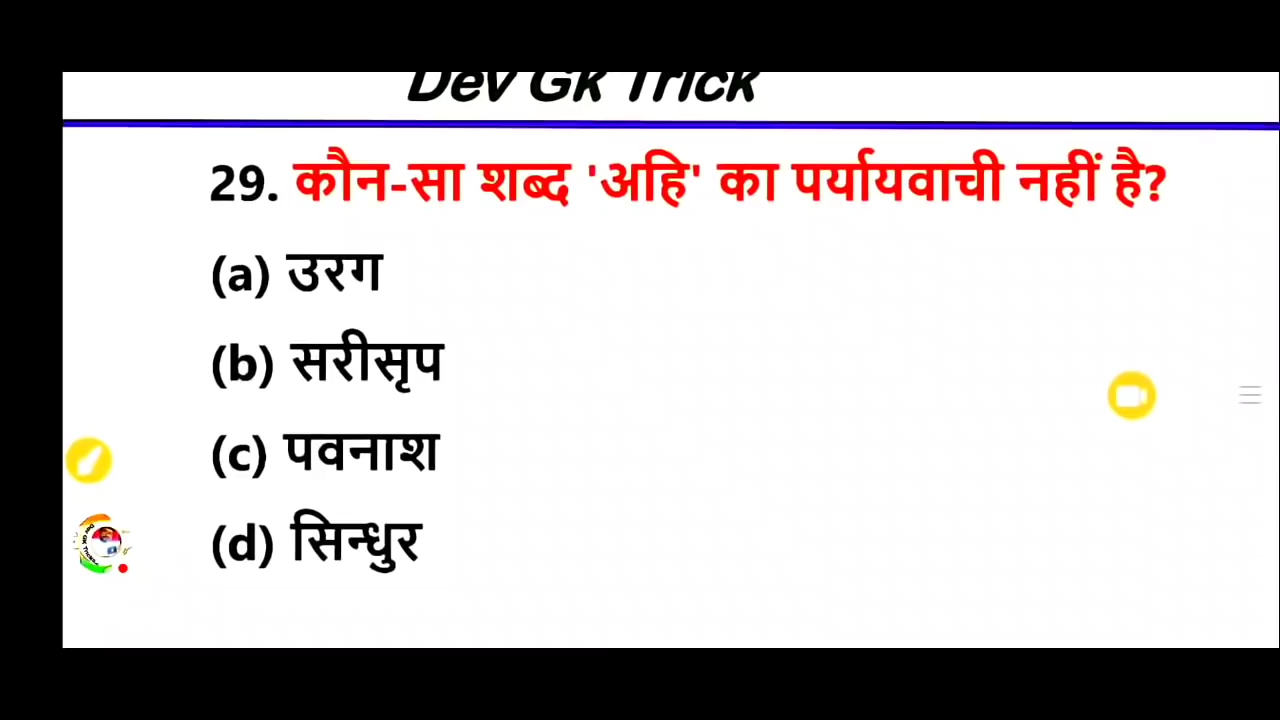 Dev Gk Trick
29. कौन-सा शब्द 'अहि' का पर्यायवाची नहीं है?
(a) उरग
(b) सरीसृप
(c) पवनाश
(d) सिन्धुर